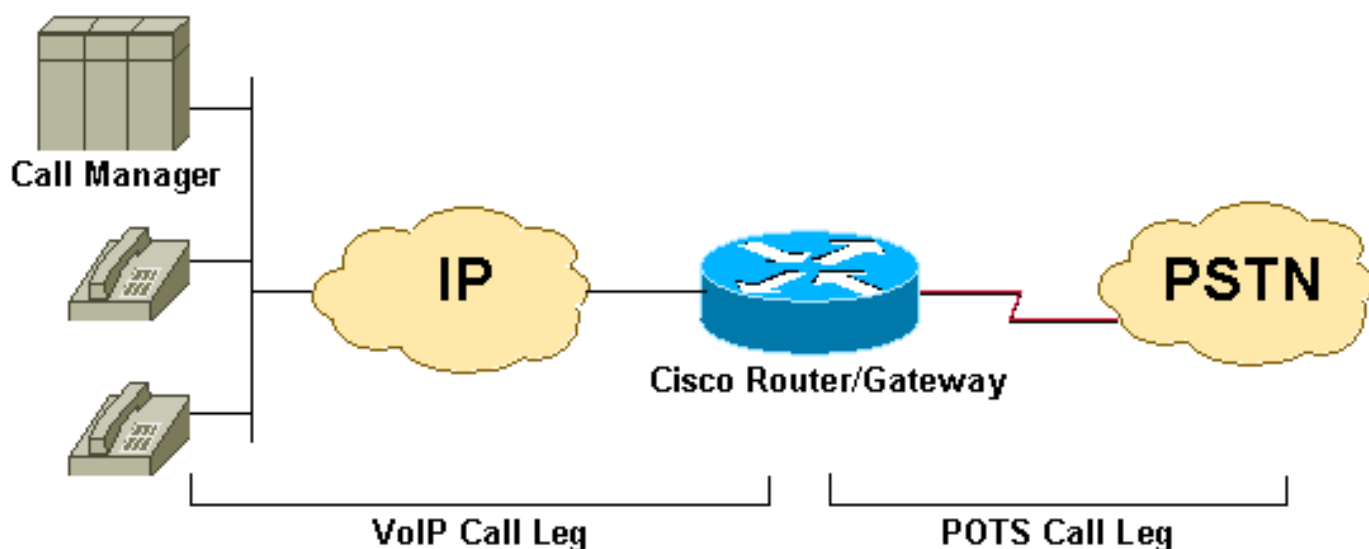 Call Manager
IP
Cisco Router/Gateway
PSTN
VoIP Call Leg
POTS Call Leg